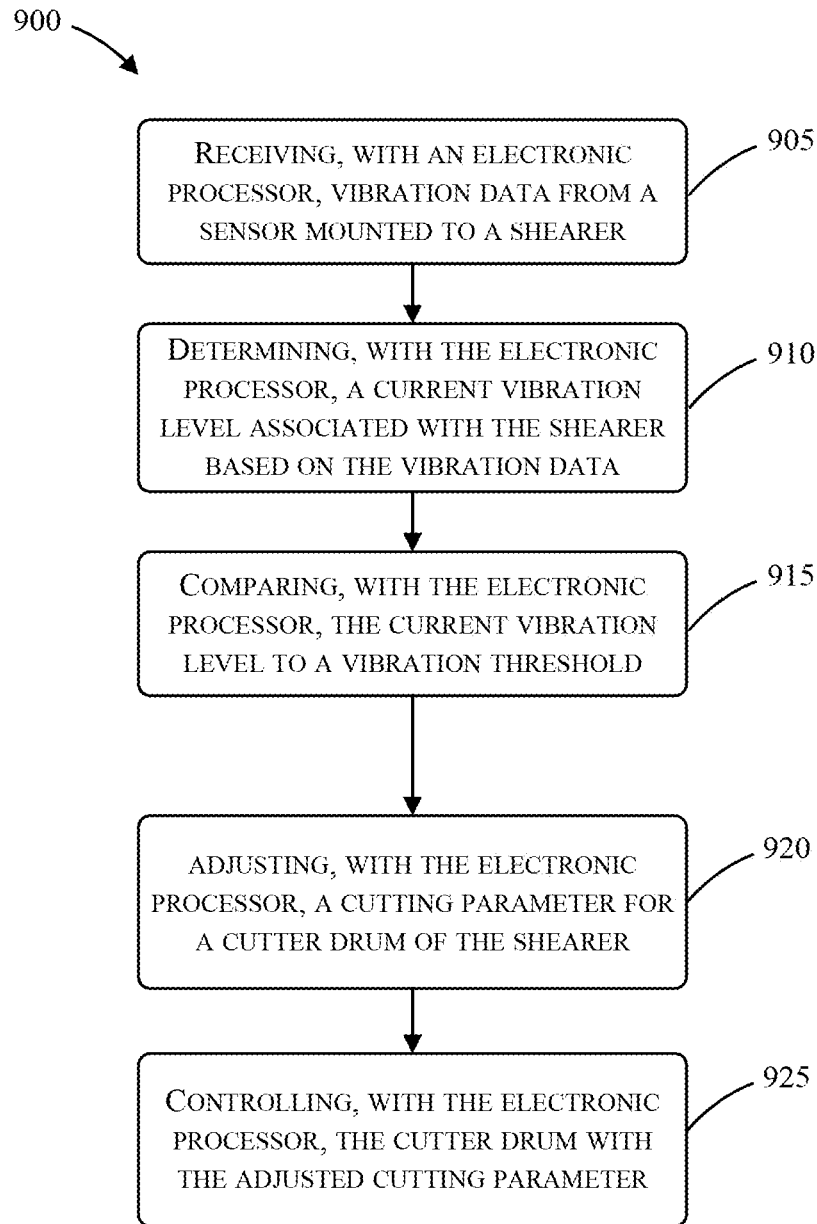 900
RECEIVING, WITH AN ELECTRONIC
PROCESSOR, VIBRATION DATA FROM A
SENSOR MOUNTED TO A SHEARER
905
DETERMINING, WITH THE ELECTRONIC
PROCESSOR, A CURRENT VIBRATION
LEVEL ASSOCIATED WITH THE SHEARER
BASED ON THE VIBRATION DATA
910
COMPARING, WITH THE ELECTRONIC
PROCESSOR, THE CURRENT VIBRATION
LEVEL TO A VIBRATION THRESHOLD
915
ADJUSTING, WITH THE ELECTRONIC
PROCESSOR, A CUTTING PARAMETER FOR
A CUTTER DRUM OF THE SHEARER
920
CONTROLLING, WITH THE ELECTRONIC
PROCESSOR, THE CUTTER DRUM WITH
THE ADJUSTED CUTTING PARAMETER
925